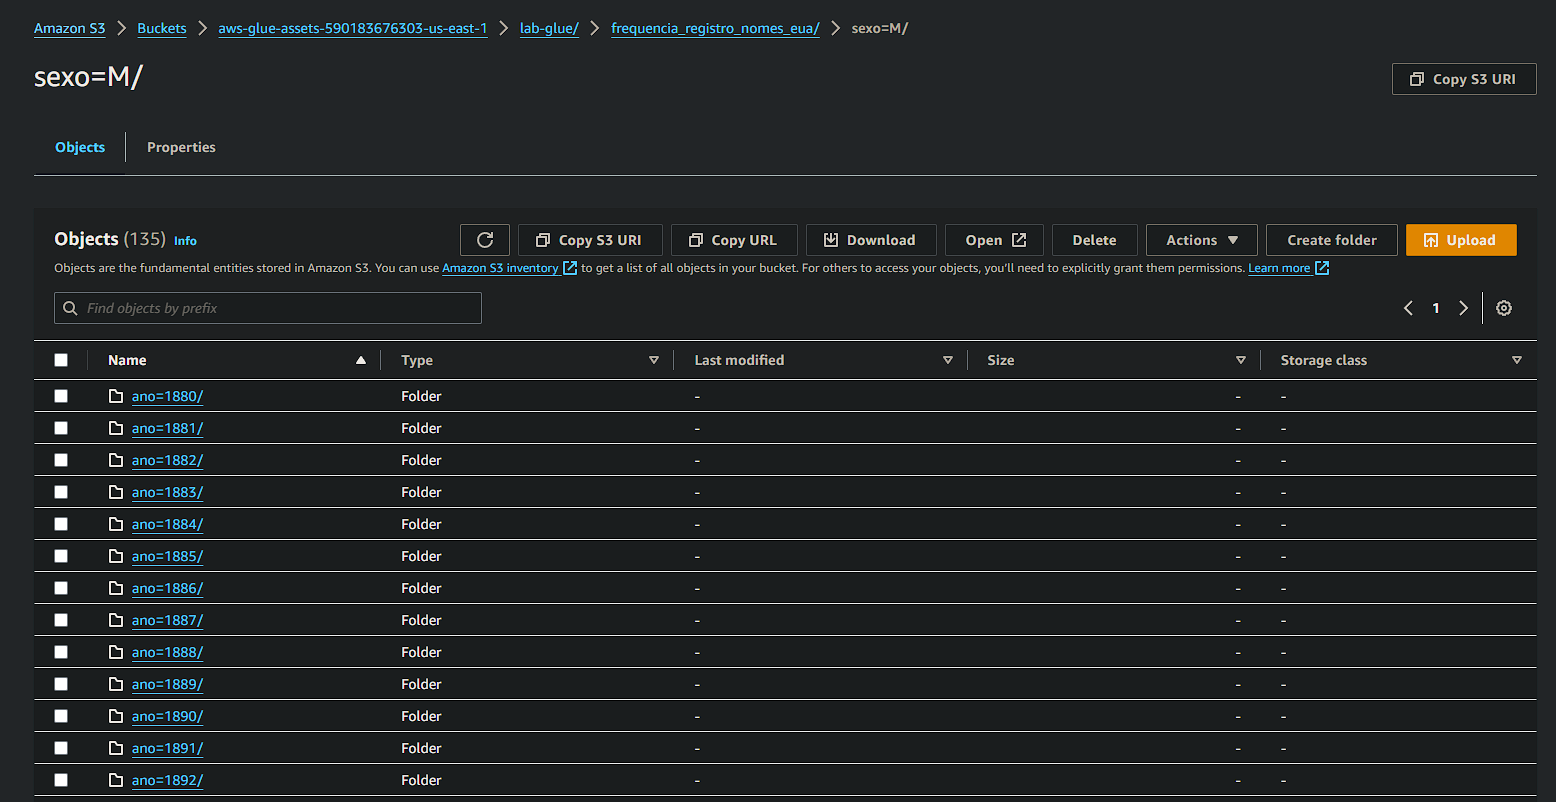 Amazon S3 > Buckets > aws-glue-assets-590183676303-us-east-1 > lab-glue/ > frequencia_registro_nomes_eua/ > sexo=M/
sexo=M/
Copy S3 URI
Objects Properties
Objects (135) Info
Copy S3 URI Copy URL Download Open Delete Actions Create folder Upload
Objects are the fundamental entities stored in Amazon S3. You can use Amazon S3 inventory to get a list of all objects in your bucket. For others to access your objects, you'll need to explicitly grant them permissions. Learn more
Find objects by prefix
1
Name Type Last modified Size Storage class
ano=1880/ Folder - - -
ano=1881/ Folder - - -
ano=1882/ Folder - - -
ano=1883/ Folder - - -
ano=1884/ Folder - - -
ano=1885/ Folder - - -
ano=1886/ Folder - - -
ano=1887/ Folder - - -
ano=1888/ Folder - - -
ano=1889/ Folder - - -
ano=1890/ Folder - - -
ano=1891/ Folder - - -
ano=1892/ Folder - - -